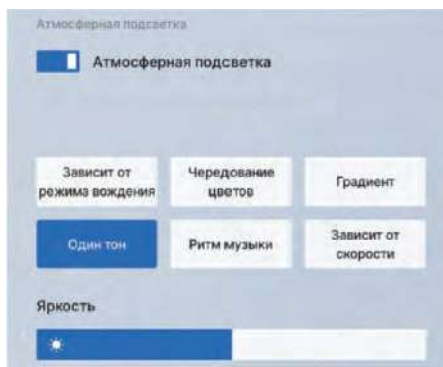 Атмосферная подсветка
Атмосферная подсветка
Зависит от
режима вождения
Чередование
цветов
Градиент
Один тон
Ритм музыки
Зависит от
скорости
Яркость